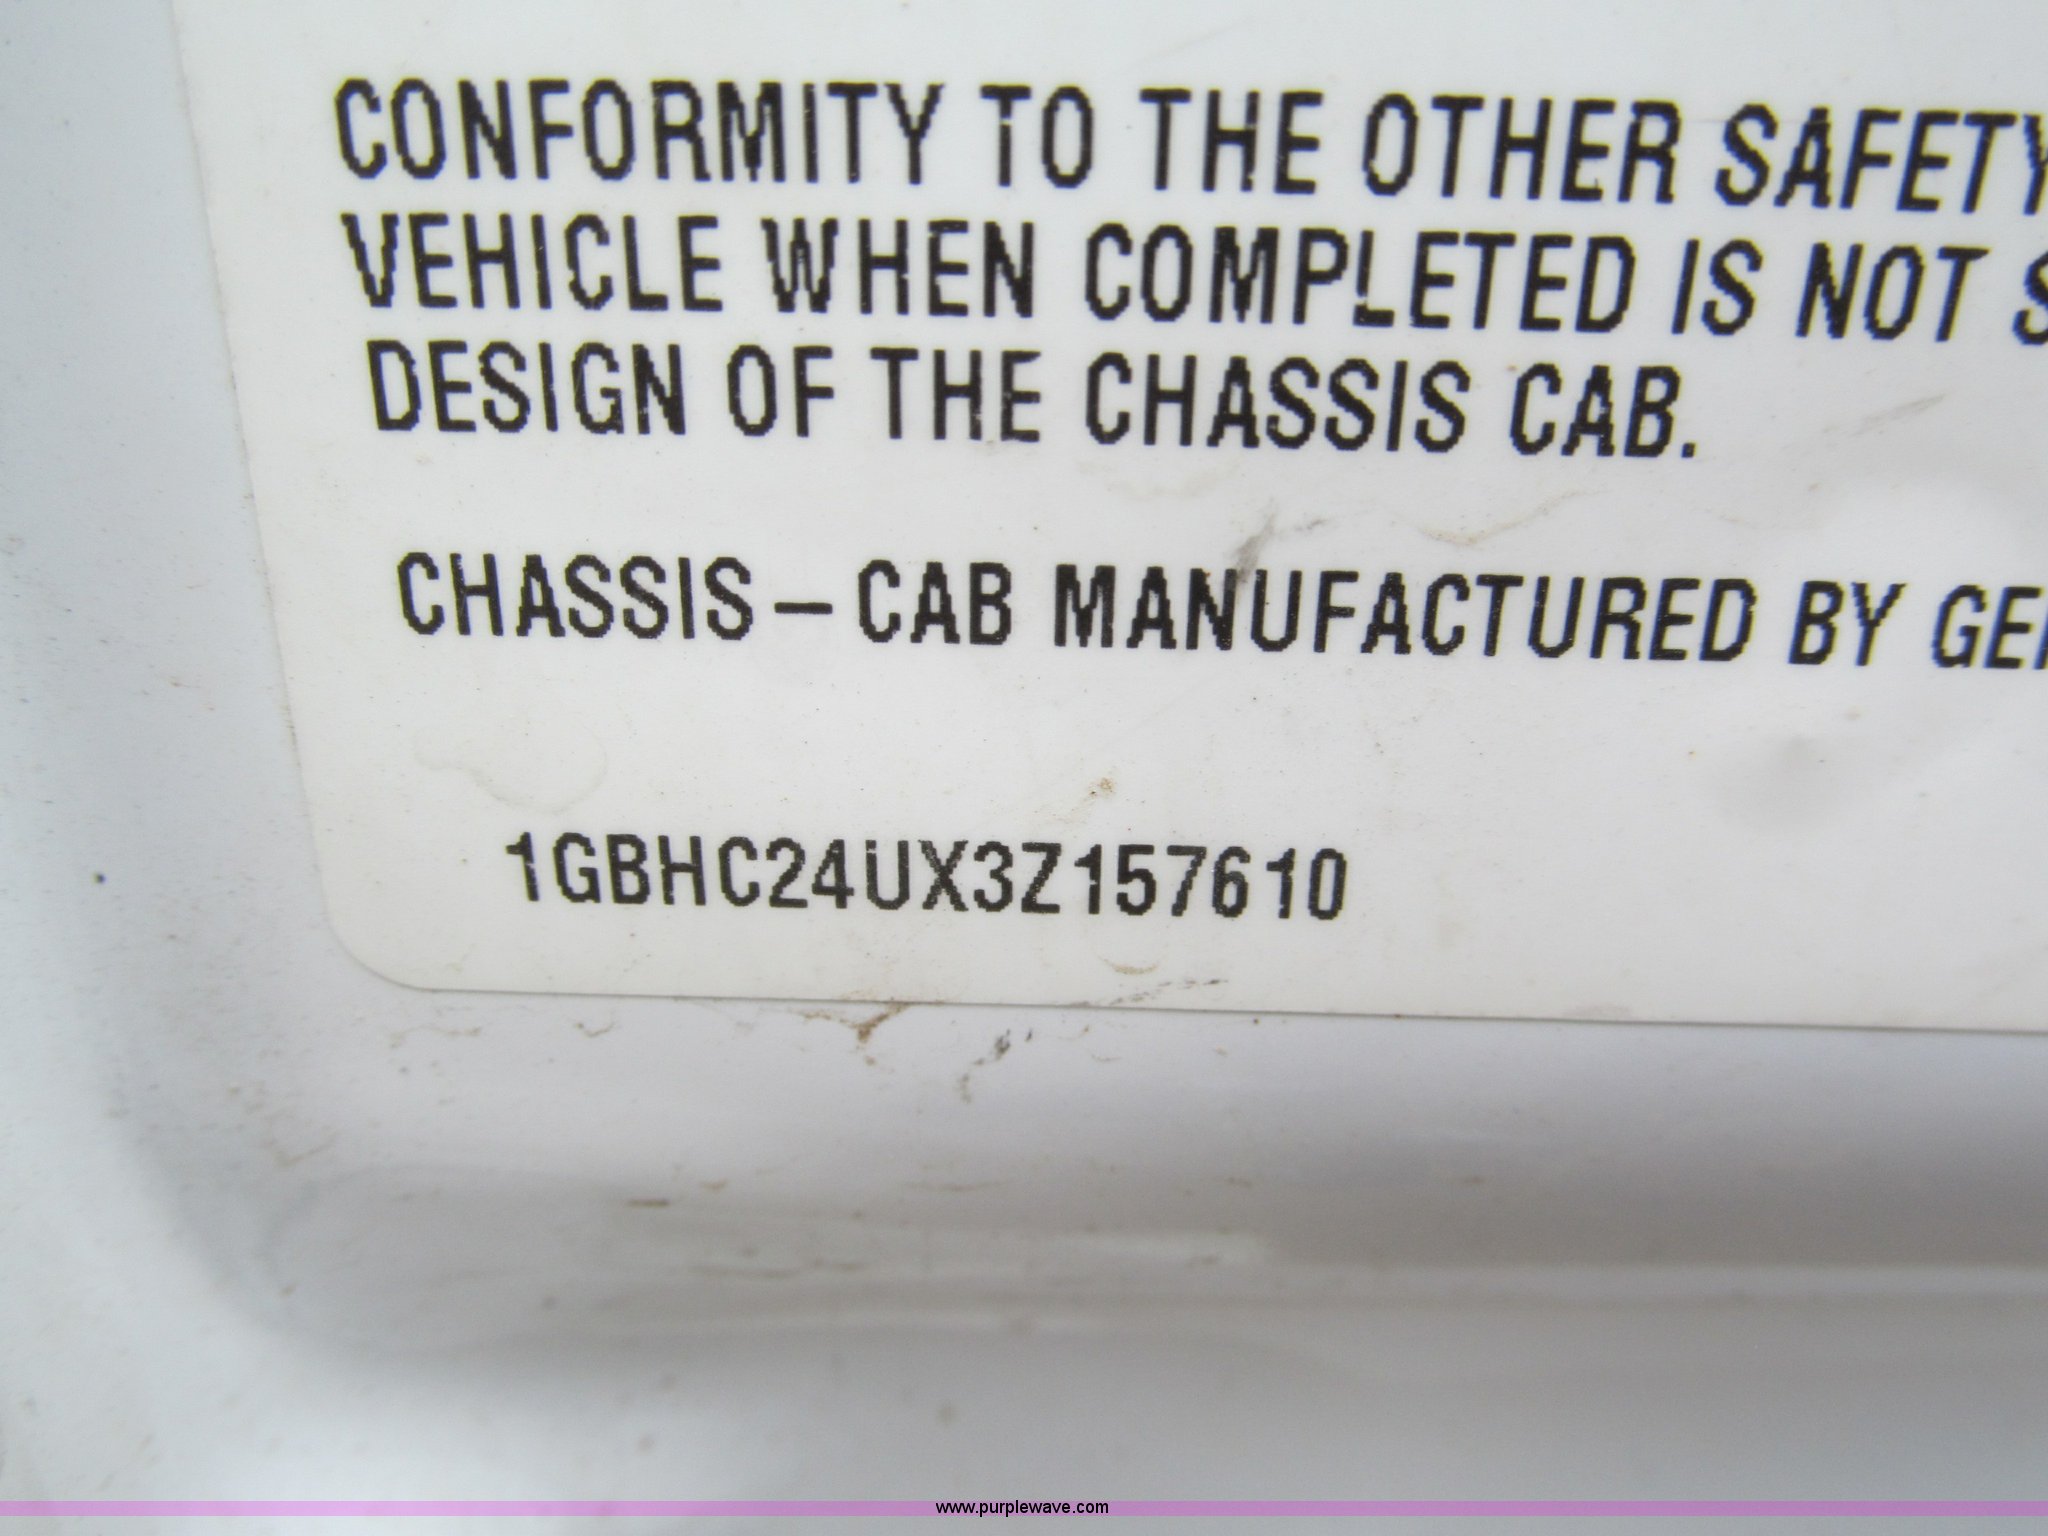 CONFORMITY TO THE OTHER SAFETY
VEHICLE WHEN COMPLETED IS NOT S
DESIGN OF THE CHASSIS CAB.
CHASSIS – CAB MANUFACTURED BY GE
1GBHC24UX3Z157610
www.purplewave.com